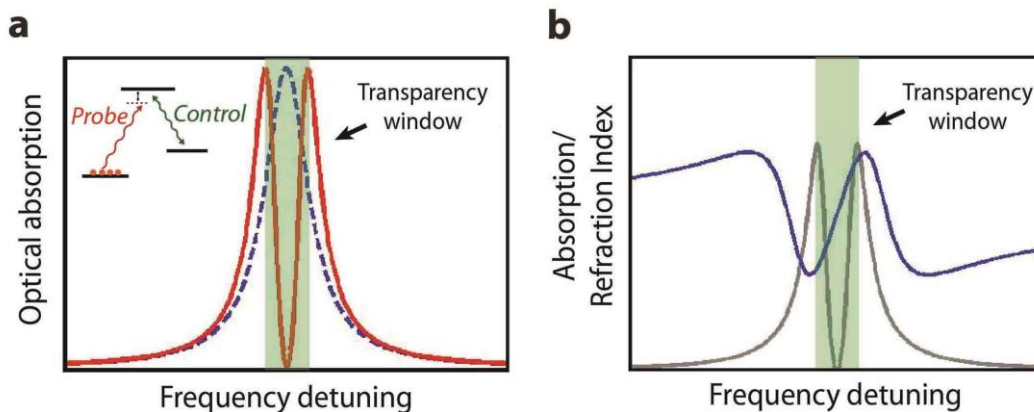 a
Optical absorption
Probe
Control
Transparency
window
Frequency detuning
b
Absorption/
Refraction Index
Transparency
window
Frequency detuning